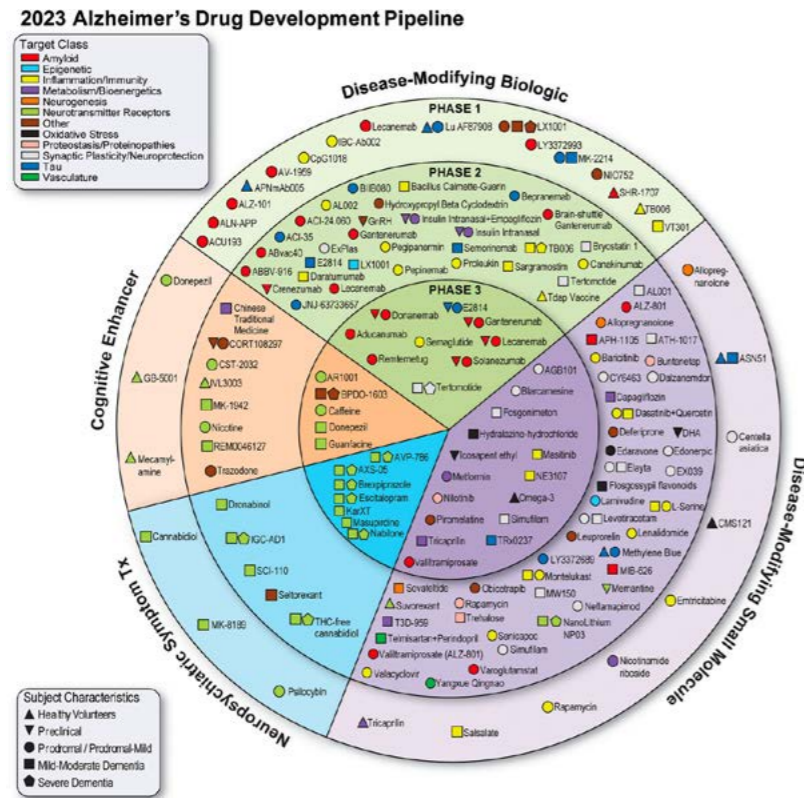 2023 Alzheimer's Drug Development Pipeline
Target Class
Amyloid
Epigenetic
Inflammation/Immunity
Metabolism/Bioenergetics
Neurogenesis
Neurotransmitter Receptors
Other
Oxidative Stress
Proteostasis/Proteinopathies
Synaptic Plasticity/Neuroprotection
Tau
Vasculature
Disease-Modifying Biologic
PHASE 1
Lecanemab
Lu AF87908
LX1001
IBC-Ab002
LY3372993
CpG1018
MK-2214
AV-1959
NIO752
APNmAb005
SHR-1707
ALZ-101
TB006
ALN-APP
VT301
ACU193
PHASE 2
BIIB080
Bacillus Calmette-Guerin
Bepranemab
AL002
Hydroxypropyl Beta Cyclodextrin
ACI-24.060
GnRH
Insulin Intranasal+Empagliflozin
Brain-shuttle
Gantenerumab
ACI-35
Gantenerumab
Insulin Intranasal
ABvac40
ExPlas
Pegipanermin
Semorinemab
TB006
Bryostatin 1
E2814
LX1001
Proleukin
Canakinumab
ABBV-916
Daratumumab
Pepinemab
Sargramostim
Crenezumab
Lecanemab
Tertomotide
JNJ-63733657
Tdap Vaccine
PHASE 3
Donanemab
E2814
Gantenerumab
Aducanumab
Semaglutide
Lecanemab
Remternetug
Solanezumab
Tertomotide
Cognitive Enhancer
Donepezil
GB-5001
Mecamyl-
amine
Chinese
Traditional
Medicine
CORT108297
CST-2032
IVL3003
MK-1942
Nicotine
REM0046127
Trazodone
AR1001
BPDO-1603
Caffeine
Donepezil
Guanfacine
Neuropsychiatric Symptom Tx
Cannabidiol
MK-8189
Psilocybin
Dronabinol
IGC-AD1
SCI-110
Seltorexant
THC-free
cannabidiol
AVP-786
AXS-05
Brexpiprazole
Escitalopram
KarXT
Masupirdine
Nabilone
Disease-Modifying Small Molecule
AGB101
Blarcamesine
Fosgonimeton
Hydralazine-hydrochloride
Icosapent ethyl
Masitinib
Metformin
NE3107
Nilotinib
Omega-3
Piromelatine
Simufilam
Tricaprilin
TRx0237
Valiltramiprosate
AL001
ALZ-801
Allopregnanolone
APH-1105
ATH-1017
Baricitinib
Buntanetap
CY6463
Dalzanemdor
Dapagliflozin
Dasatinib+Quercetin
Deferiprone
DHA
Edaravone
Edonerpic
Elayta
EX039
Flosgossypii flavonoids
Lamivudine
L-Serine
Levetiracetam
Lenalidomide
Leuprorelin
LY3372689
Methylene Blue
Montelukast
MIB-626
MW150
Memantine
Nellamapimod
NanoLithium
NP03
Sovateltide
Obicetrapib
Suvorexant
Rapamycin
T3D-959
Trehalose
Telmisartan+Perindopril
Sanicapoc
Simufilam
Valiltramiprosate (ALZ-801)
Valacyclovir
Varoglutamstat
Yangxue Qingnao
Allopreg-
nanolone
ASN51
Centella
asiatica
CMS121
Emtricitabine
Nicotinamide
riboside
Rapamycin
Salsalate
Tricaprilin
Subject Characteristics
Healthy Volunteers
Preclinical
Prodromal / Prodromal-Mild
Mild-Moderate Dementia
Severe Dementia